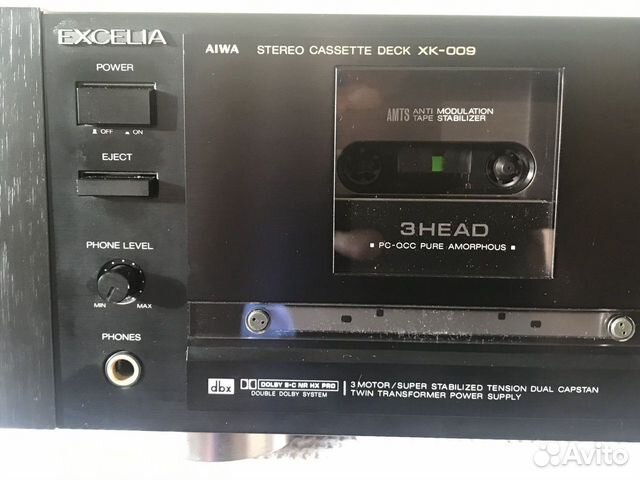 EXCELIA
AIWA STEREO CASSETTE DECK XK-009
POWER
OFF ON
EJECT
PHONE LEVEL
MIN MAX
PHONES
AMTS ANTI MODULATION
TAPE STABILIZER
3HEAD
PC-OCC PURE AMORPHOUS
dbx DOLBY B-C NR HX PRO
DOUBLE DOLBY SYSTEM
3 MOTOR/SUPER STABILIZED TENSION DUAL CAPSTAN
TWIN TRANSFORMER POWER SUPPLY
Avito